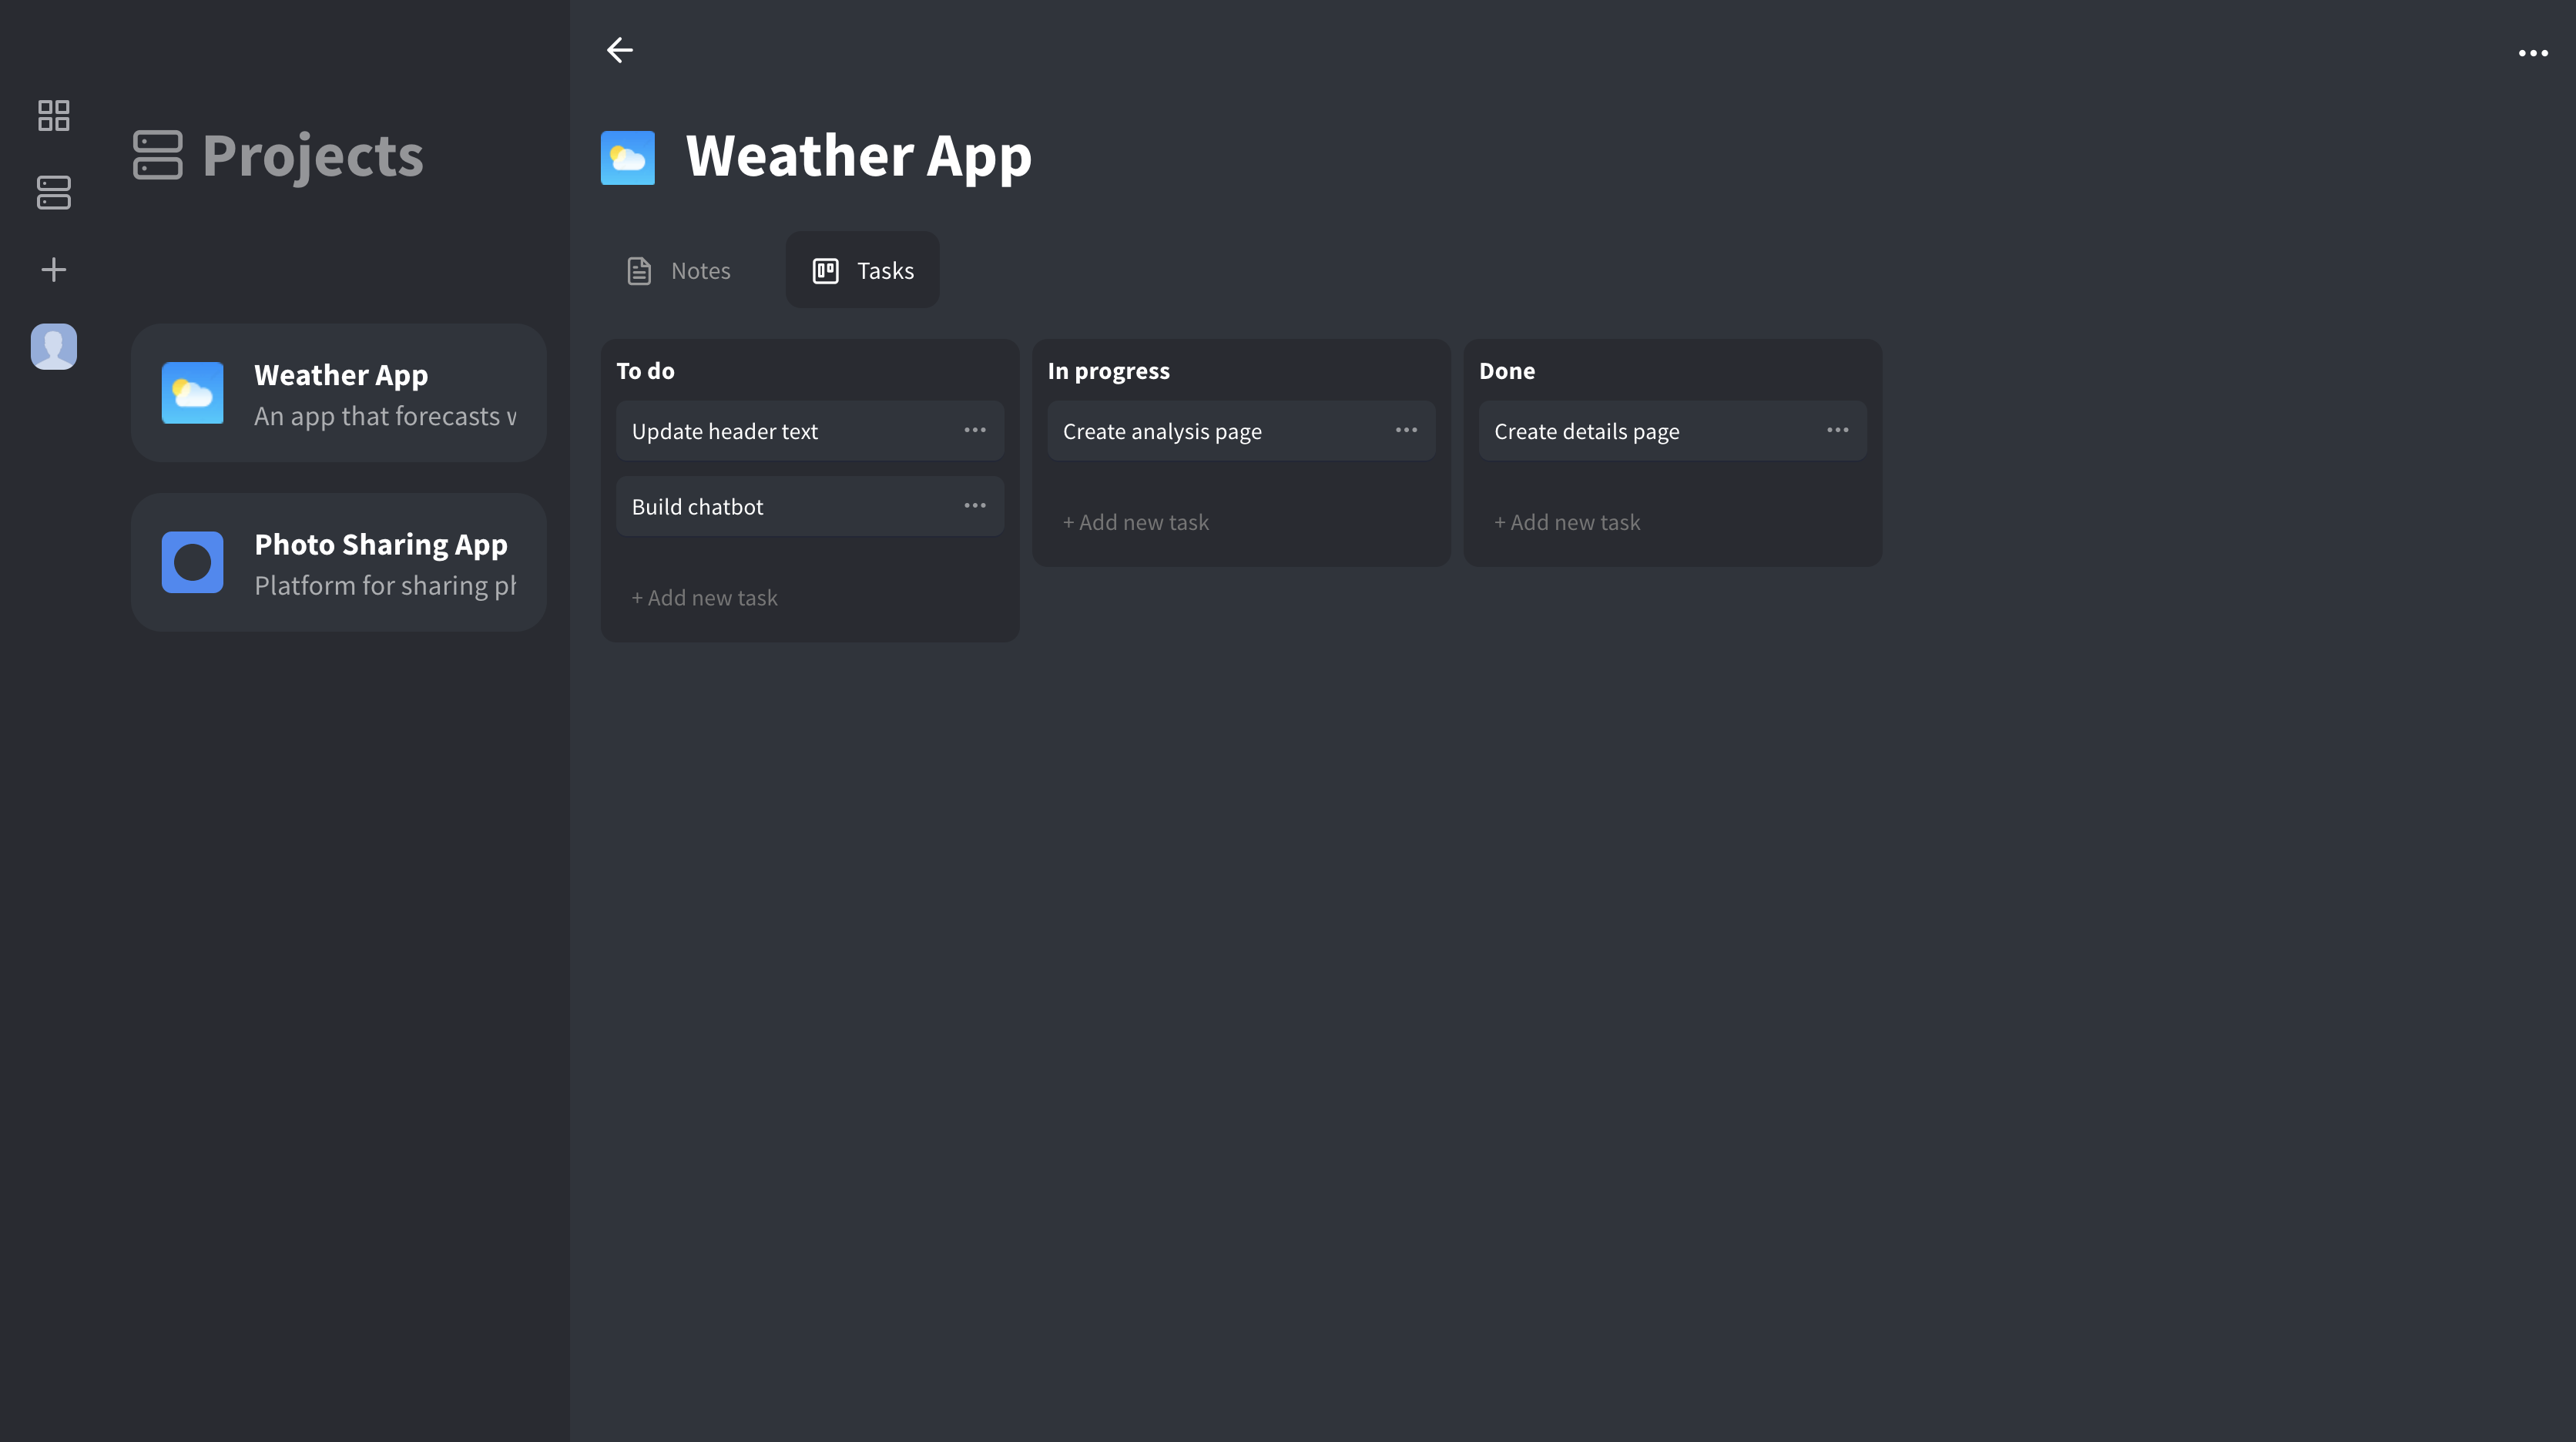 Projects
Weather App
An app that forecasts
Photo Sharing App
Platform for sharing
Weather App
Notes
Tasks
To do
Update header text
Build chatbot
+ Add new task
In progress
Create analysis page
+ Add new task
Done
Create details page
+ Add new task